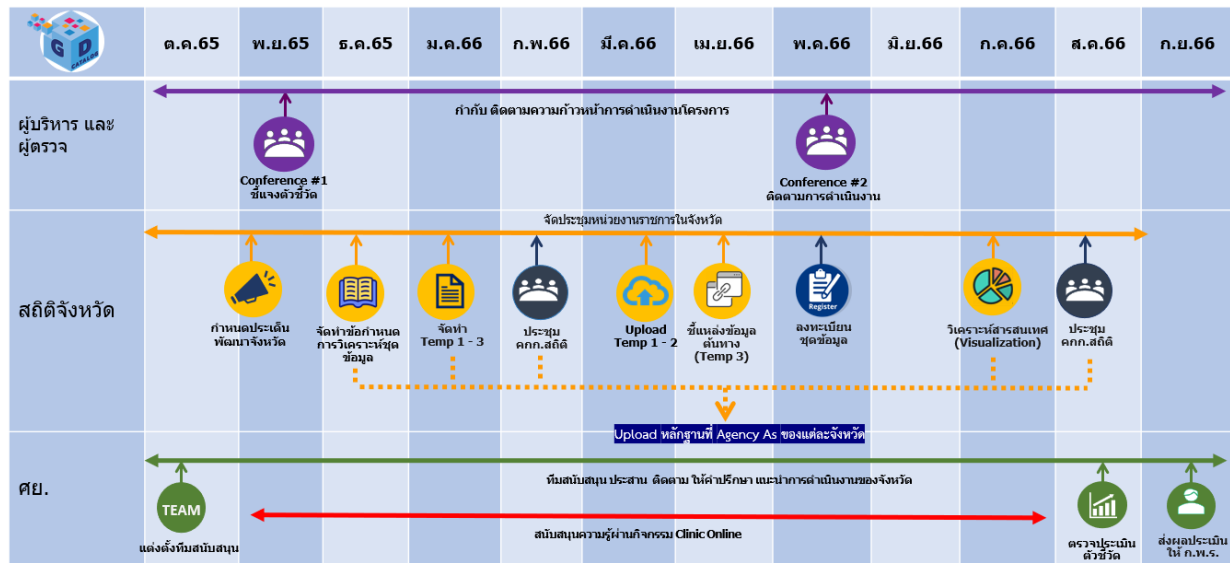 G D
CATALOG
ต.ค.65 พ.ย.65 ธ.ค.65 ม.ค.66 ก.พ.66 มี.ค.66 เม.ย.66 พ.ค.66 มิ.ย.66 ก.ค.66 ส.ค.66 ก.ย.66
ผู้บริหาร และ
ผู้ตรวจ
กำกับ ติดตามความก้าวหน้าการดำเนินงานโครงการ
Conference #1
ชี้แจงตัวชี้วัด
Conference #2
ติดตามการดำเนินงาน
สถิติจังหวัด
จัดประชุมหน่วยงานราชการในจังหวัด
กำหนดประเด็น
พัฒนาจังหวัด
จัดทำข้อกำหนด
การวิเคราะห์ชุด
ข้อมูล
จัดทำ
Temp 1 - 3
ประชุม
คกก.สถิติ
Upload
Temp 1 - 2
ชี้แหล่งข้อมูล
ต้นทาง
(Temp 3)
Register
ลงทะเบียน
ชุดข้อมูล
วิเคราะห์สารสนเทศ
(Visualization)
ประชุม
คกก.สถิติ
Upload หลักฐานที่ Agency As ของแต่ละจังหวัด
ศย.
ทีมสนับสนุน ประสาน ติดตาม ให้คำปรึกษา แนะนำการดำเนินงานของจังหวัด
TEAM
แต่งตั้งทีมสนับสนุน
สนับสนุนความรู้ผ่านกิจกรรม Clinic Online
ตรวจประเมิน
ตัวชี้วัด
ส่งผลประเมิน
ให้ ก.พ.ร.